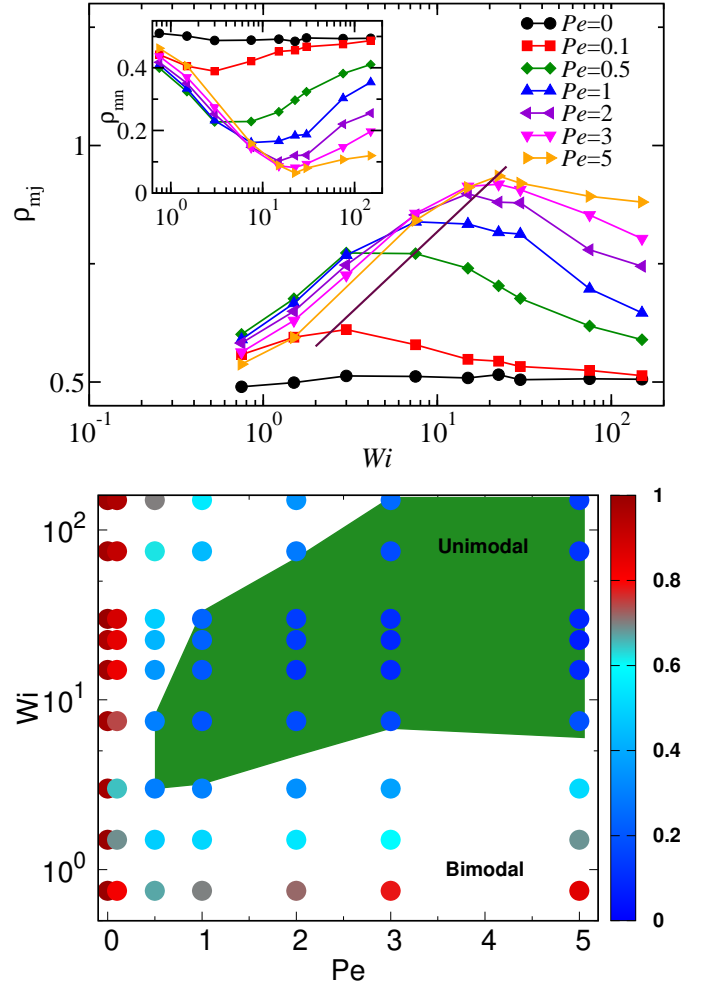 Pe=0
Pe=0.1
Pe=0.5
Pe=1
Pe=2
Pe=3
Pe=5
ρmj
1
0.5
10^-1 10^0 10^1 10^2
Wi
ρmn
0.4
0.2
0
10^0 10^1 10^2
Wi
10^2
10^1
10^0
Unimodal
Bimodal
0 1 2 3 4 5
Pe
1
0.8
0.6
0.4
0.2
0